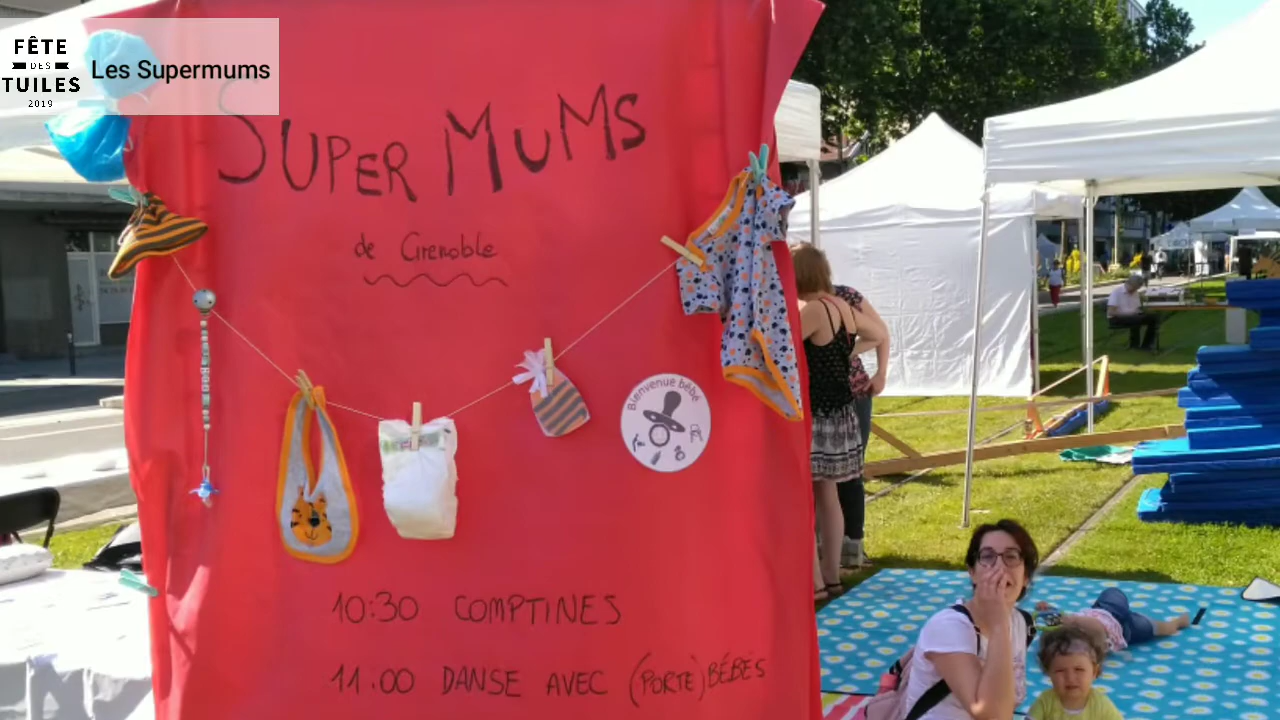 FÊTE
DES
TUILES
2019
Les Supermums
SUPER MUMS
de Grenoble
Bienvenue bébé
10:30 COMPTINES
11:00 DANSE AVEC (PORTE) BÉBÉS